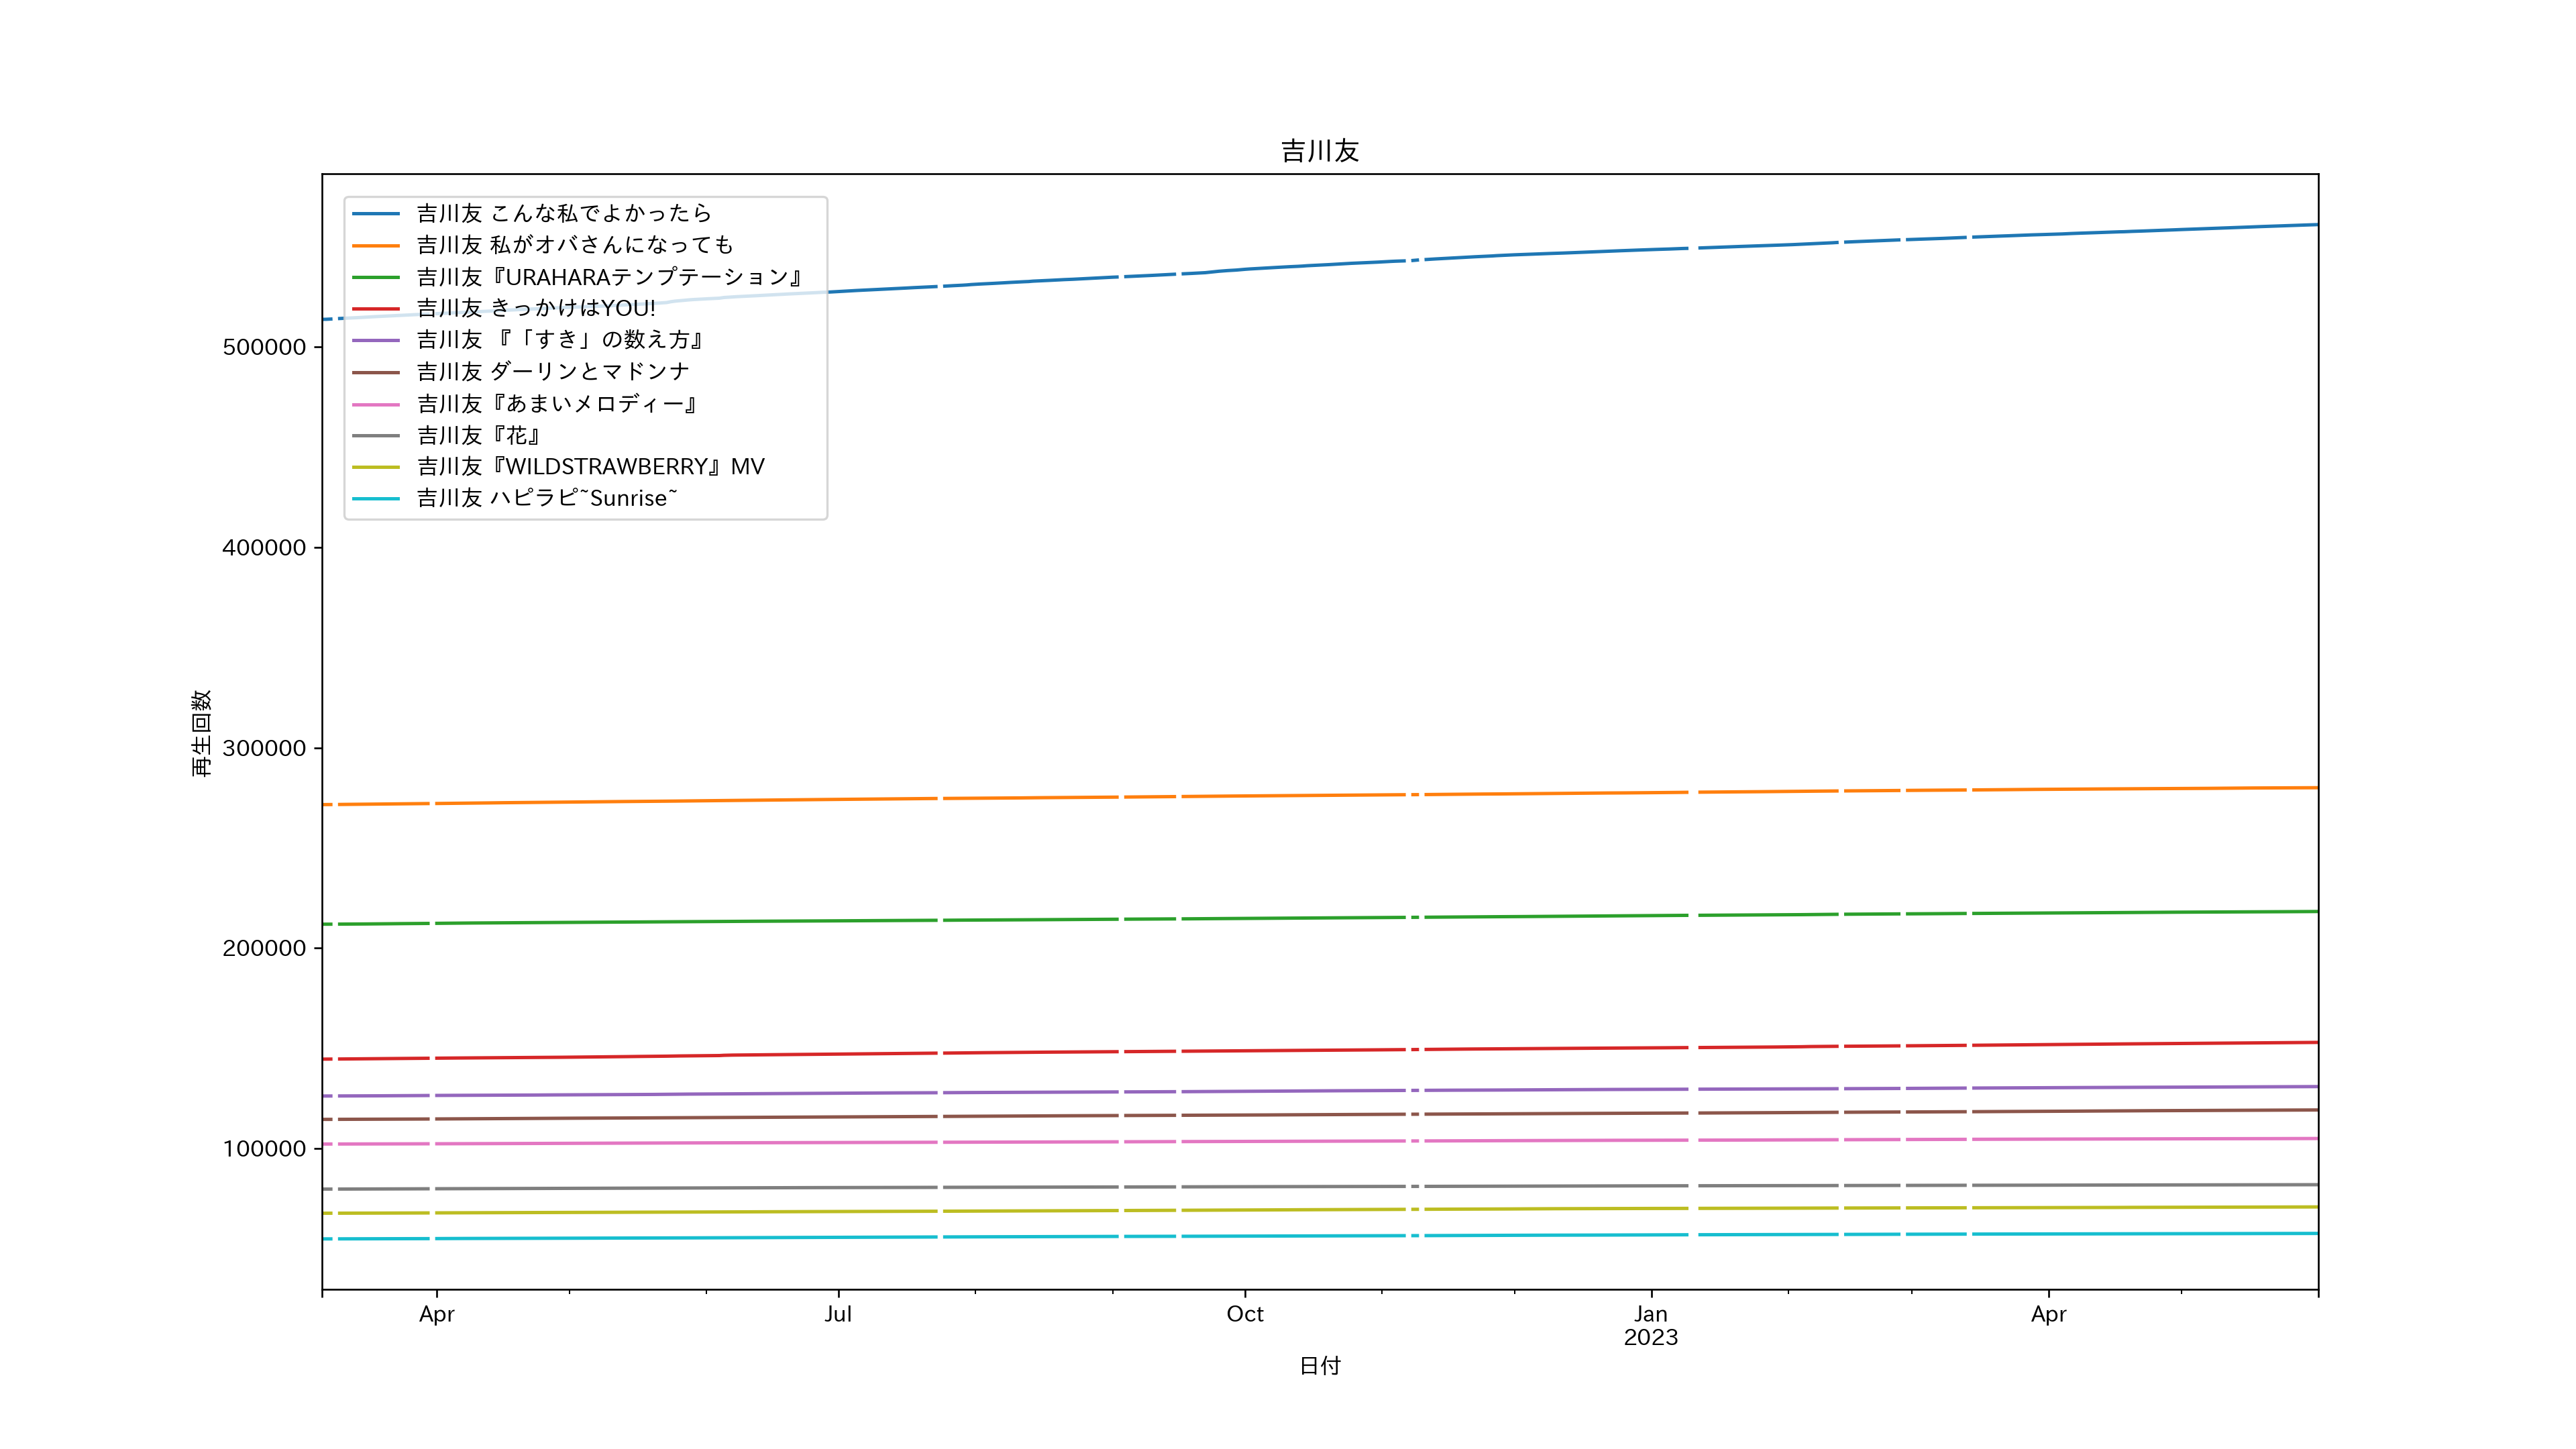 吉川友
吉川友 こんな私でよかったら
吉川友 私がオバさんになっても
吉川友『URAHARAテンプテーション』
吉川友 きっかけはYOU!
吉川友 『「すき」の数え方』
吉川友 ダーリンとマドンナ
吉川友『あまいメロディー』
吉川友『花』
吉川友『WILDSTRAWBERRY』MV
吉川友 ハピラピ~Sunrise~
500000
400000
300000
200000
100000
再生回数
Apr
Jul
Oct
Jan
2023
Apr
日付